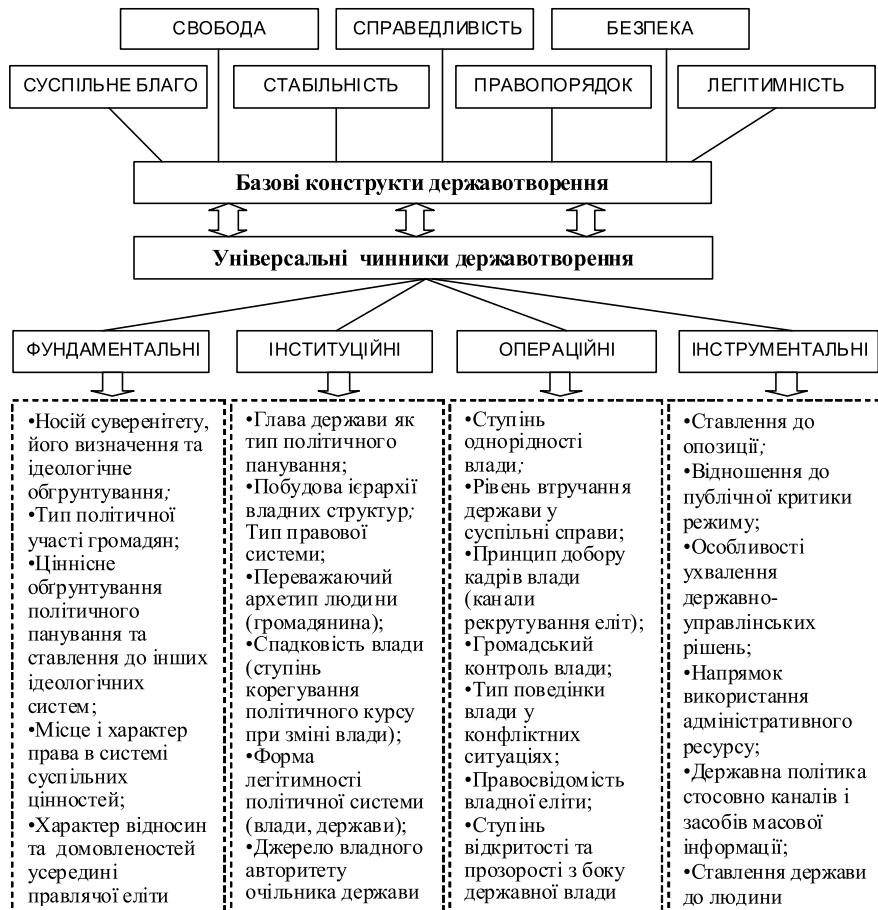 СВОБОДА
СПРАВЕДЛИВІСТЬ
БЕЗПЕКА
СУСПІЛЬНЕ БЛАГО
СТАБІЛЬНІСТЬ
ПРАВОПОРЯДОК
ЛЕГІТИМНІСТЬ
Базові конструкти державотворення
Універсальні чинники державотворення
ФУНДАМЕНТАЛЬНІ
ІНСТИТУЦІЙНІ
ОПЕРАЦІЙНІ
ІНСТРУМЕНТАЛЬНІ
•Носій суверенітету,
його визначення та
ідеологічне
обгрунтування;
•Тип політичної
участі громадян;
•Ціннісне
обґрунтування
політичного
панування та
ставлення до інших
ідеологічних
систем;
•Місце і характер
права в системі
суспільних
цінностей;
•Характер відносин
та домовленостей
усередині
правлячої еліти
•Глава держави як
тип політичного
панування;
•Побудова ієрархії
владних структур;
Тип правової
системи;
•Переважаючий
архетип людини
(громадянина);
•Спадковість влади
(ступінь
корегування
політичного курсу
при зміні влади);
•Форма
легітимності
політичної системи
(влади, держави);
•Джерело владного
авторитету
очільника держави
•Ступінь
однорідності
влади;
•Рівень втручання
держави у
суспільні справи;
•Принцип добору
кадрів влади
(канали
рекрутування еліт);
•Громадський
контроль влади;
•Тип поведінки
влади у
конфліктних
ситуаціях;
•Правосвідомість
владної еліти;
•Ступінь
відкритості та
прозорості з боку
державної влади
•Ставлення до
опозиції;
•Відношення до
публічної критики
режиму;
•Особливості
ухвалення
державно-
управлінських
рішень;
•Напрямок
використання
адміністративного
ресурсу;
•Державна політика
стосовно каналів і
засобів масової
інформації;
•Ставлення держави
до людини